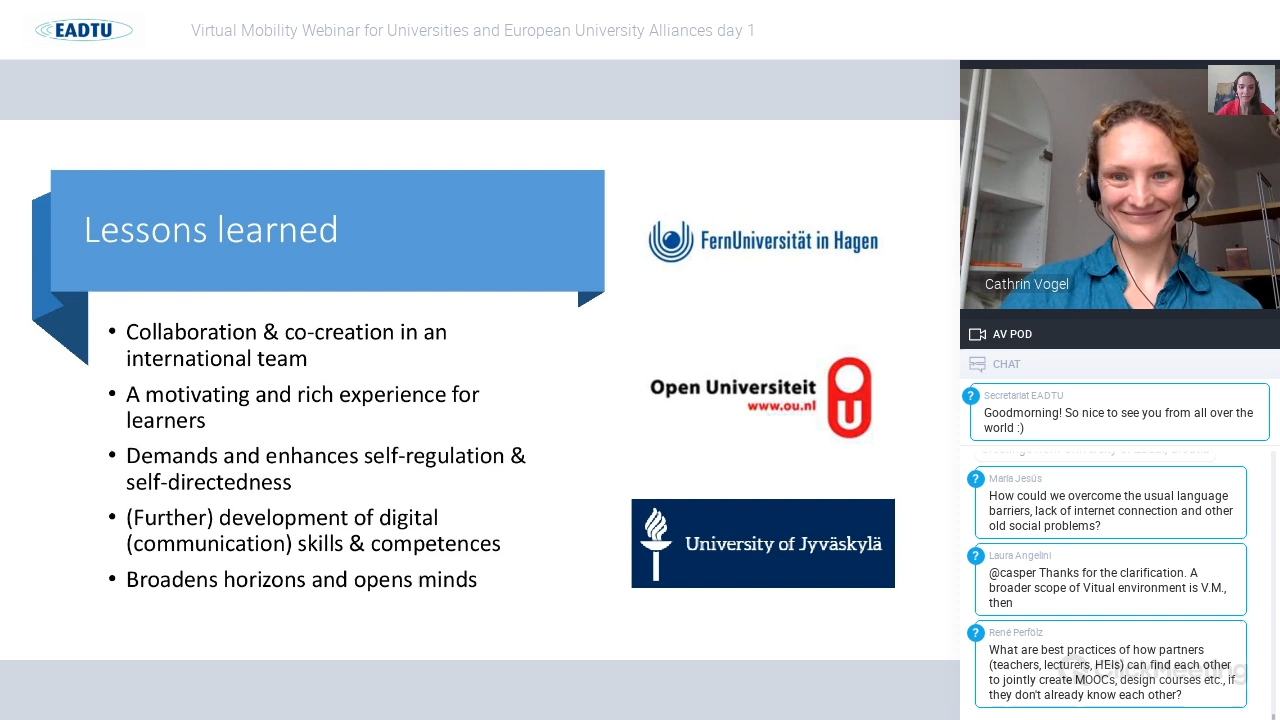 EADTU
Virtual Mobility Webinar for Universities and European University Alliances day 1
Lessons learned
• Collaboration & co-creation in an
international team
• A motivating and rich experience for
learners
• Demands and enhances self-regulation &
self-directedness
• (Further) development of digital
(communication) skills & competences
• Broadens horizons and opens minds
FernUniversität in Hagen
Open Universiteit
www.ou.nl
University of Jyväskylä
Cathrin Vogel
AV POD
CHAT
?
Secretariat EADTU
Goodmorning! So nice to see you from all over the
world :)
?
María Jesús
How could we overcome the usual language
barriers, lack of internet connection and other
old social problems?
?
Laura Angelini
@casper Thanks for the clarification. A
broader scope of Vitual environment is V.M.,
then
?
René Perfölz
What are best practices of how partners
(teachers, lecturers, HEIs) can find each other
to jointly create MOOCs, design courses etc., if
they don't already know each other?